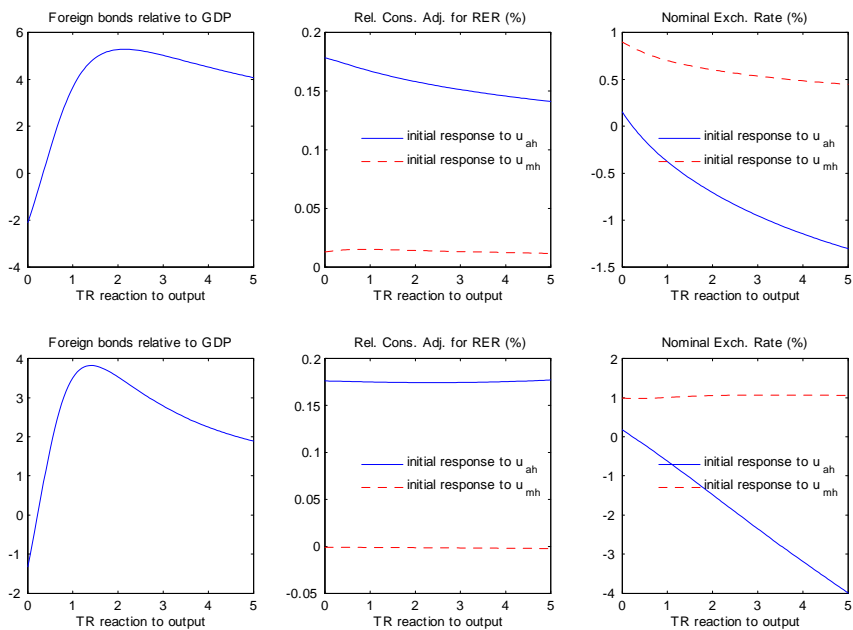 Foreign bonds relative to GDP
6
4
2
0
-2
-4
0 1 2 3 4 5
TR reaction to output
Rel. Cons. Adj. for RER (%)
0.2
0.15
0.1
0.05
0
initial response to u_ah
initial response to u_mh
0 1 2 3 4 5
TR reaction to output
Nominal Exch. Rate (%)
1
0.5
0
-0.5
-1
-1.5
initial response to u_ah
initial response to u_mh
0 1 2 3 4 5
TR reaction to output
Foreign bonds relative to GDP
4
3
2
1
0
-1
-2
0 1 2 3 4 5
TR reaction to output
Rel. Cons. Adj. for RER (%)
0.2
0.15
0.1
0.05
0
-0.05
initial response to u_ah
initial response to u_mh
0 1 2 3 4 5
TR reaction to output
Nominal Exch. Rate (%)
2
1
0
-1
-2
-3
-4
initial response to u_ah
initial response to u_mh
0 1 2 3 4 5
TR reaction to output